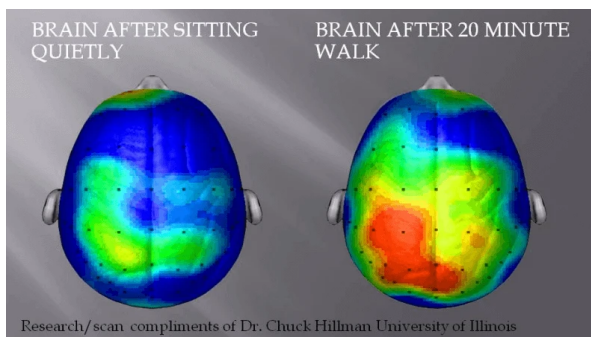 BRAIN AFTER SITTING
QUIETLY
BRAIN AFTER 20 MINUTE
WALK
Research/scan compliments of Dr. Chuck Hillman University of Illinois